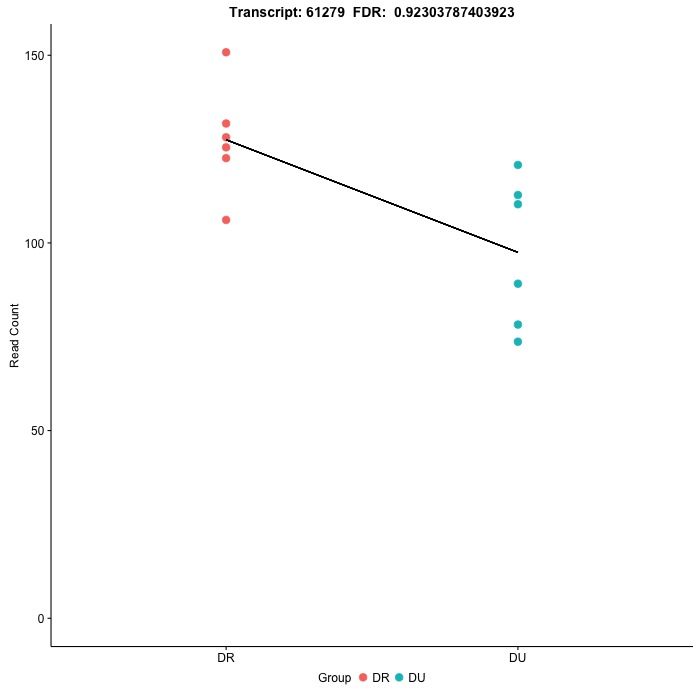 Transcript: 61279  FDR:  0.92303787403923
150
100
50
0
Read Count
DR DU
Group DR DU